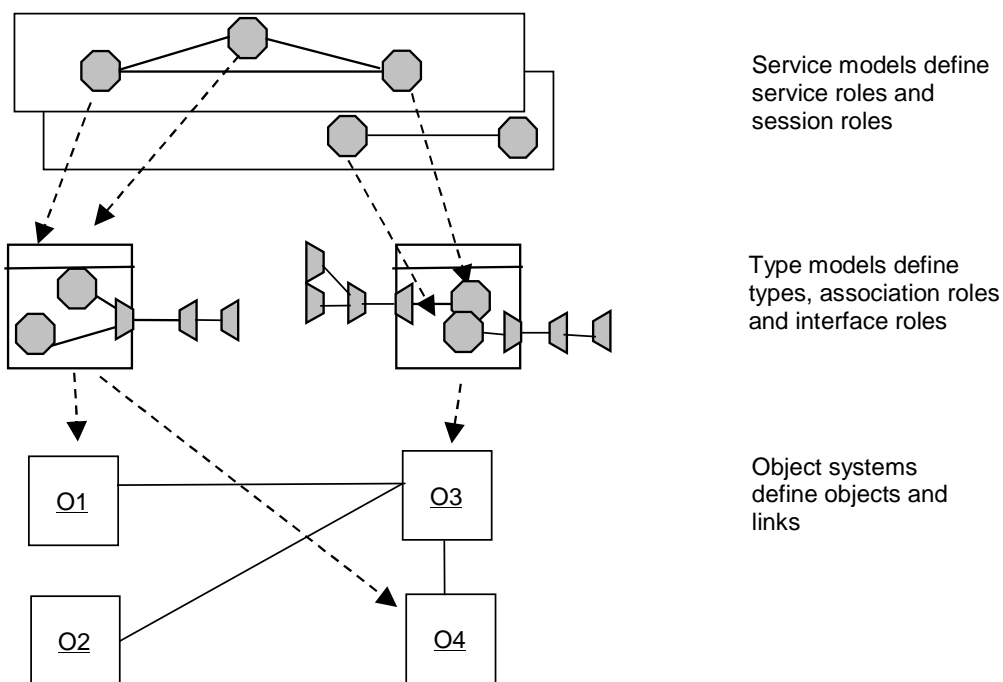 Service models define
service roles and
session roles
Type models define
types, association roles
and interface roles
Object systems
define objects and
links
O1
O3
O2
O4